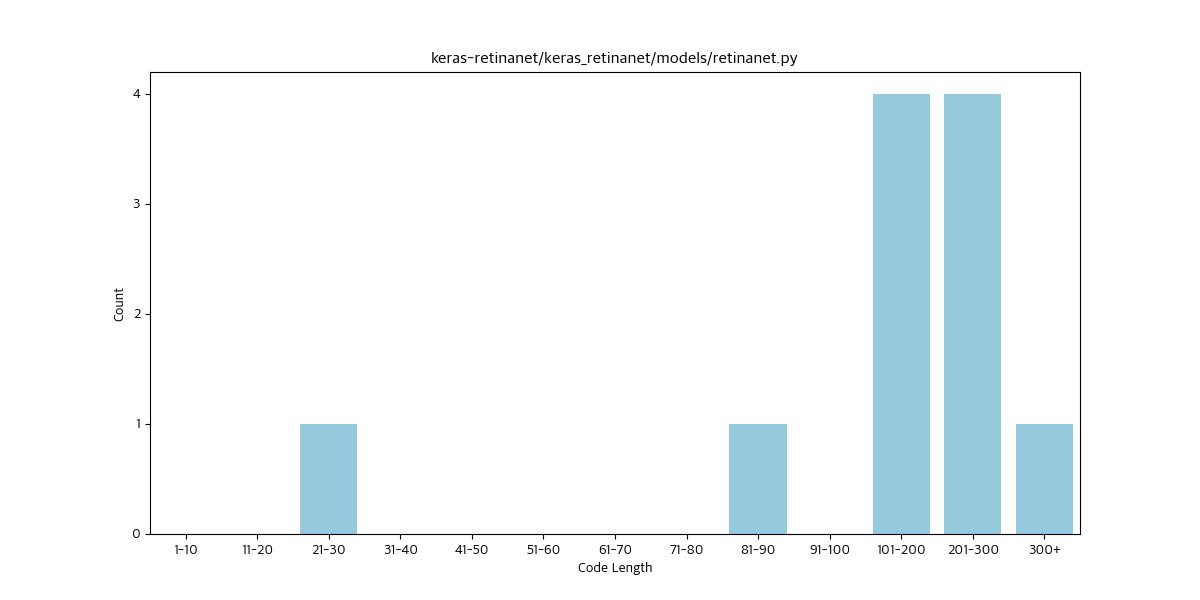 keras-retinanet/keras_retinanet/models/retinanet.py
4
3
2
1
0
Count
1-10 11-20 21-30 31-40 41-50 51-60 61-70 71-80 81-90 91-100 101-200 201-300 300+
Code Length